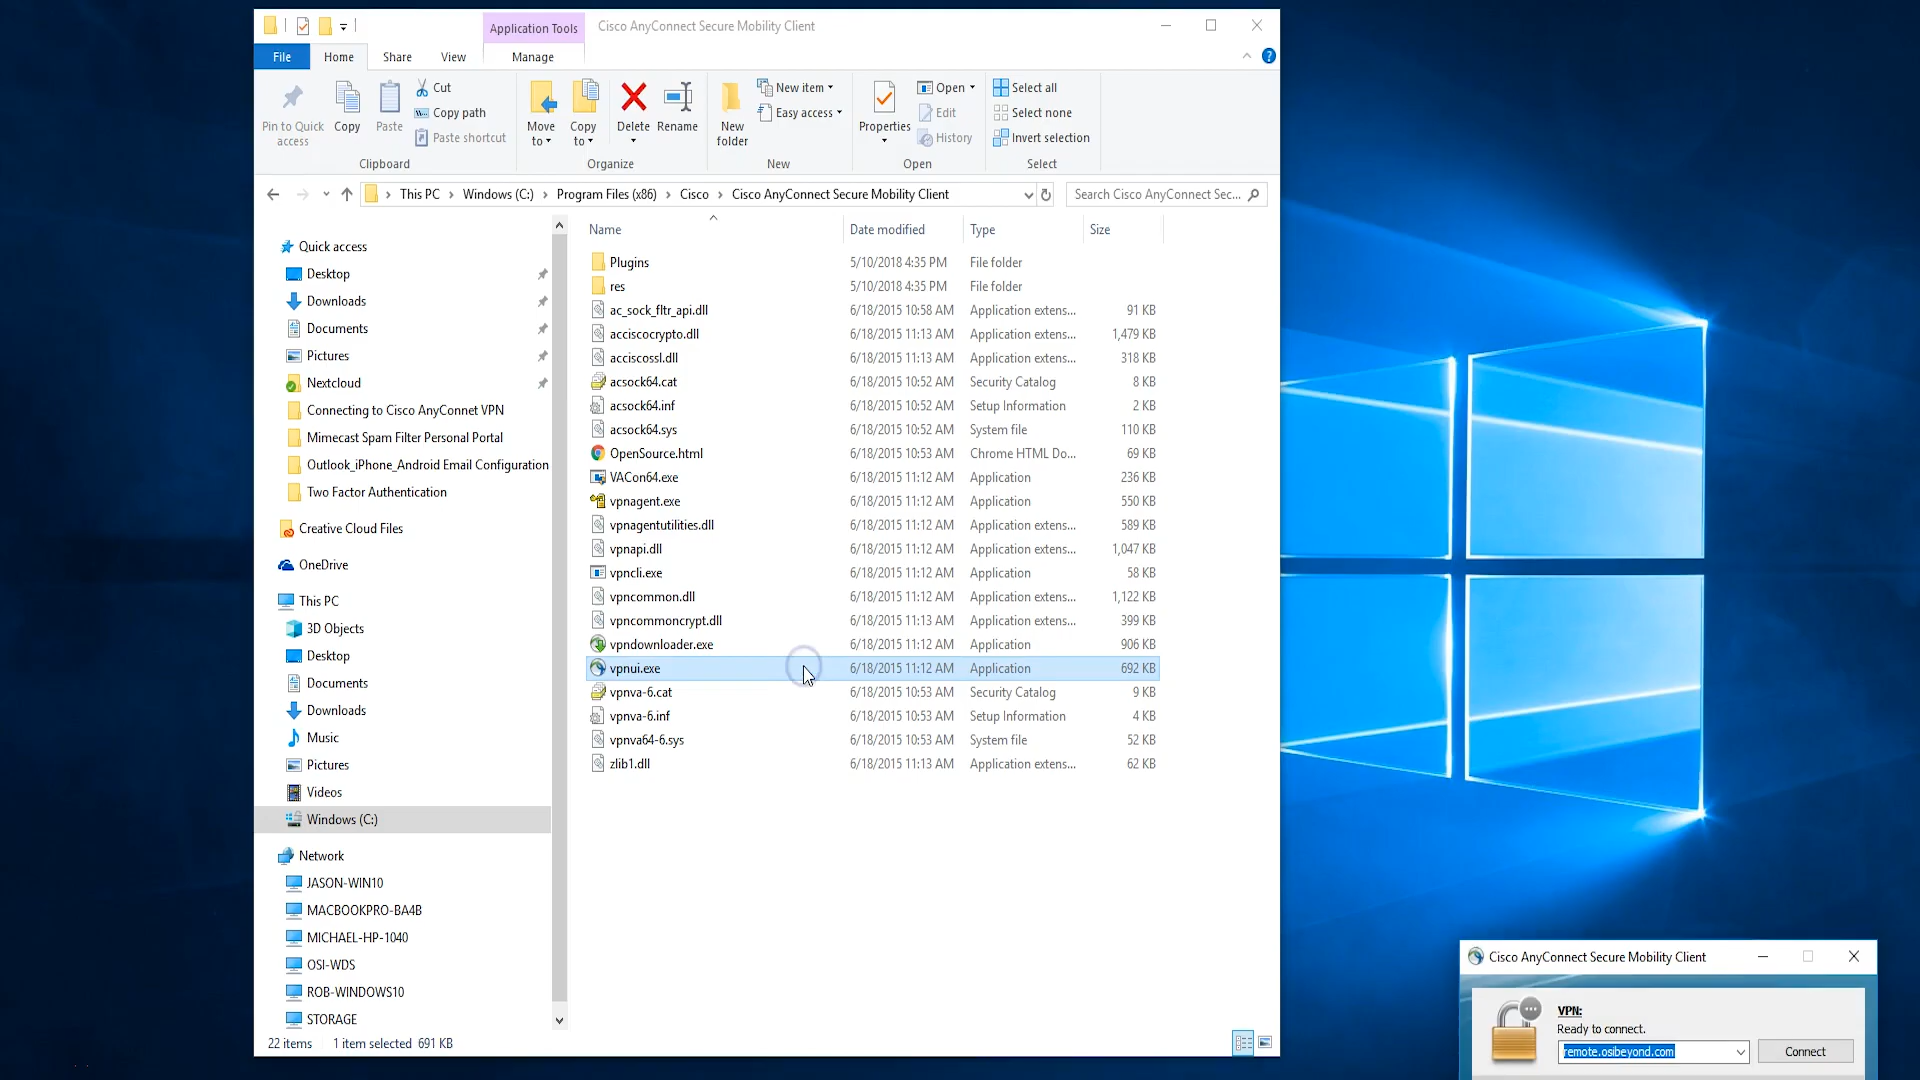 Application Tools
Cisco AnyConnect Secure Mobility Client
File
Home
Share
View
Manage
Pin to Quick access
Copy
Paste
Cut
Copy path
Paste shortcut
Clipboard
Move to
Copy to
Delete
Rename
Organize
New folder
New item
Easy access
New
Properties
Open
Edit
History
Open
Select all
Select none
Invert selection
Select
This PC > Windows (C:) > Program Files (x86) > Cisco > Cisco AnyConnect Secure Mobility Client
Search Cisco AnyConnect Sec...
Quick access
Desktop
Downloads
Documents
Pictures
Nextcloud
Connecting to Cisco AnyConnet VPN
Mimecast Spam Filter Personal Portal
Outlook_iPhone_Android Email Configuration
Two Factor Authentication
Creative Cloud Files
OneDrive
This PC
3D Objects
Desktop
Documents
Downloads
Music
Pictures
Videos
Windows (C:)
Network
JASON-WIN10
MACBOOKPRO-BA4B
MICHAEL-HP-1040
OSI-WDS
ROB-WINDOWS10
STORAGE
Name Date modified Type Size
Plugins 5/10/2018 4:35 PM File folder
res 5/10/2018 4:35 PM File folder
ac_sock_fltr_api.dll 6/18/2015 10:58 AM Application extens... 91 KB
acciscocrypto.dll 6/18/2015 11:13 AM Application extens... 1,479 KB
acciscossl.dll 6/18/2015 11:13 AM Application extens... 318 KB
acsock64.cat 6/18/2015 10:52 AM Security Catalog 8 KB
acsock64.inf 6/18/2015 10:52 AM Setup Information 2 KB
acsock64.sys 6/18/2015 10:52 AM System file 110 KB
OpenSource.html 6/18/2015 10:53 AM Chrome HTML Do... 69 KB
VACon64.exe 6/18/2015 11:12 AM Application 236 KB
vpnagent.exe 6/18/2015 11:12 AM Application 550 KB
vpnagentutilities.dll 6/18/2015 11:12 AM Application extens... 589 KB
vpnapi.dll 6/18/2015 11:12 AM Application extens... 1,047 KB
vpncli.exe 6/18/2015 11:12 AM Application 58 KB
vpncommon.dll 6/18/2015 11:12 AM Application extens... 1,122 KB
vpncommoncrypt.dll 6/18/2015 11:13 AM Application extens... 399 KB
vpndownloader.exe 6/18/2015 11:12 AM Application 906 KB
vpnui.exe 6/18/2015 11:12 AM Application 692 KB
vpnva-6.cat 6/18/2015 10:53 AM Security Catalog 9 KB
vpnva-6.inf 6/18/2015 10:53 AM Setup Information 4 KB
vpnva64-6.sys 6/18/2015 10:53 AM System file 52 KB
zlib1.dll 6/18/2015 11:13 AM Application extens... 62 KB
22 items 1 item selected 691 KB
Cisco AnyConnect Secure Mobility Client
VPN:
Ready to connect.
remote.osibeyond.com
Connect